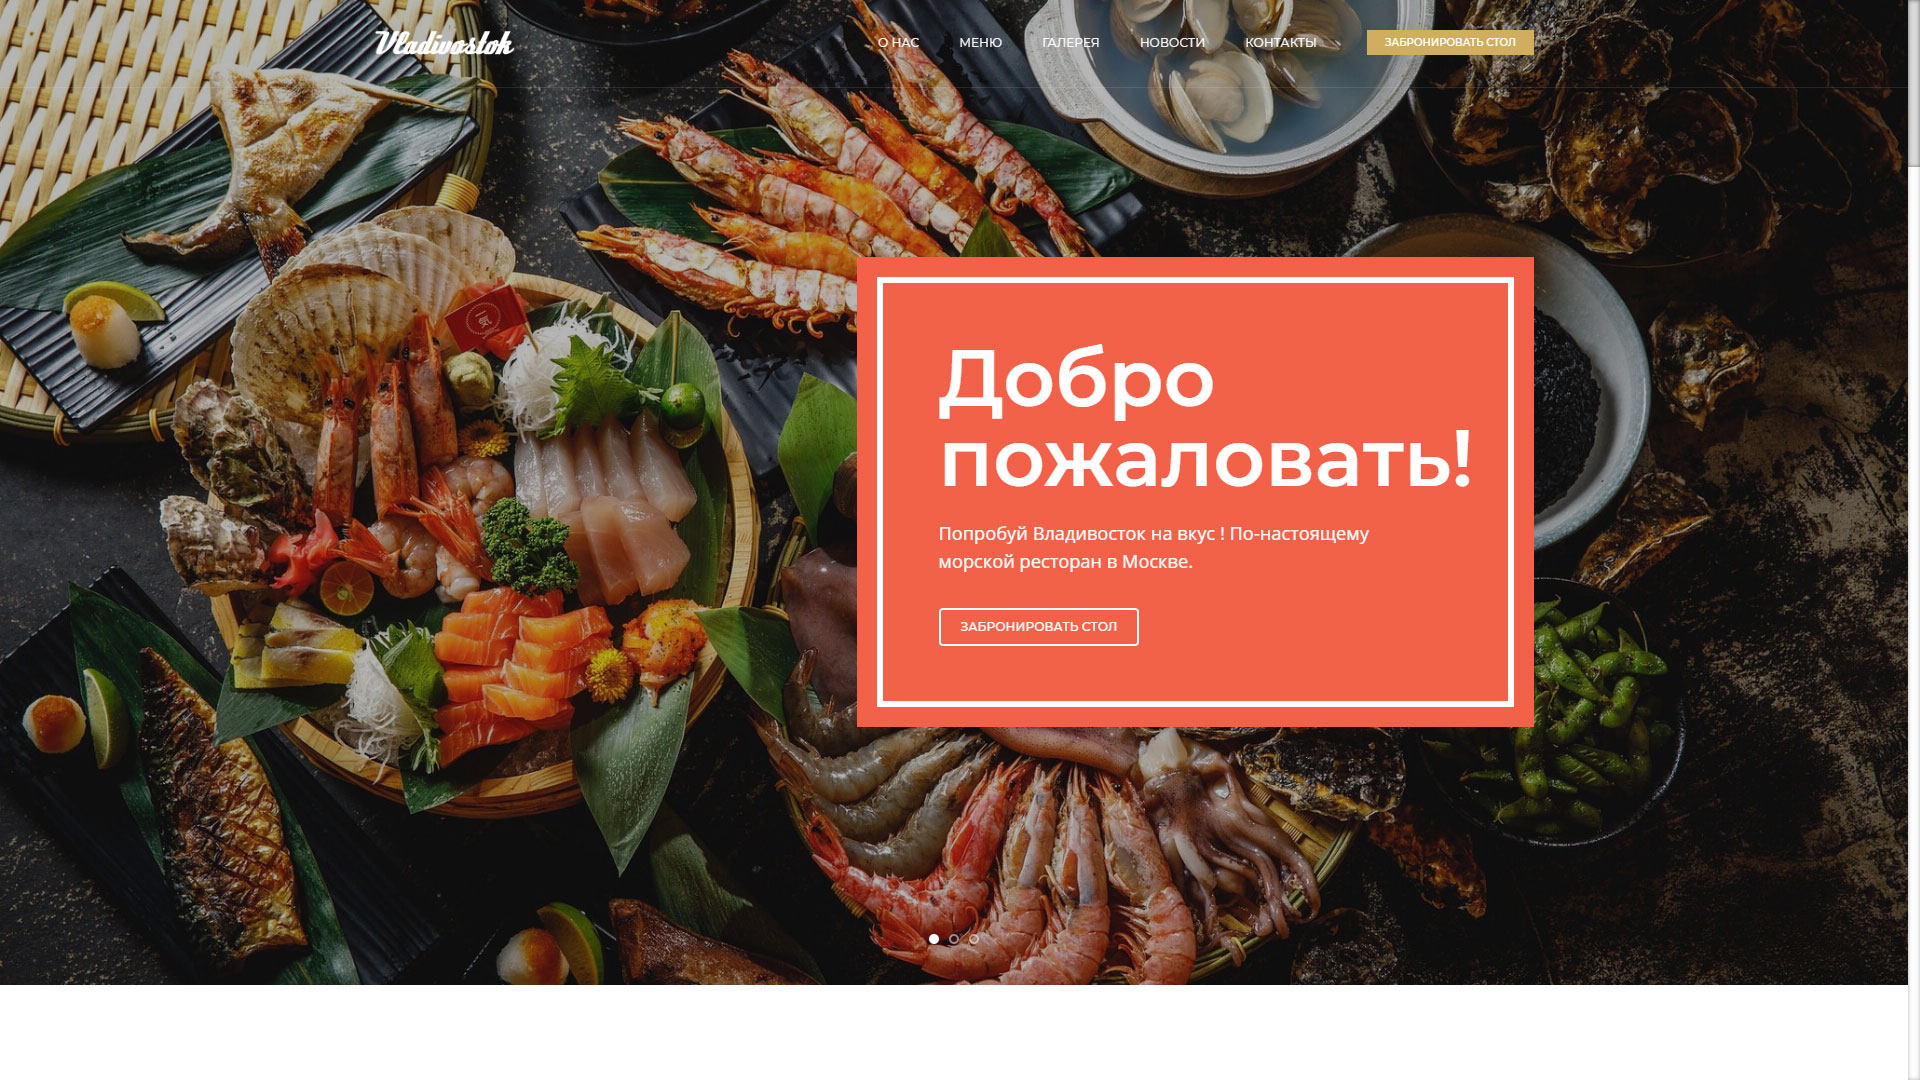 Vladivostok
О НАС МЕНЮ ГАЛЕРЕЯ НОВОСТИ КОНТАКТЫ ЗАБРОНИРОВАТЬ СТОЛ
Добро
пожаловать!
Попробуй Владивосток на вкус ! По-настоящему
морской ресторан в Москве.
ЗАБРОНИРОВАТЬ СТОЛ